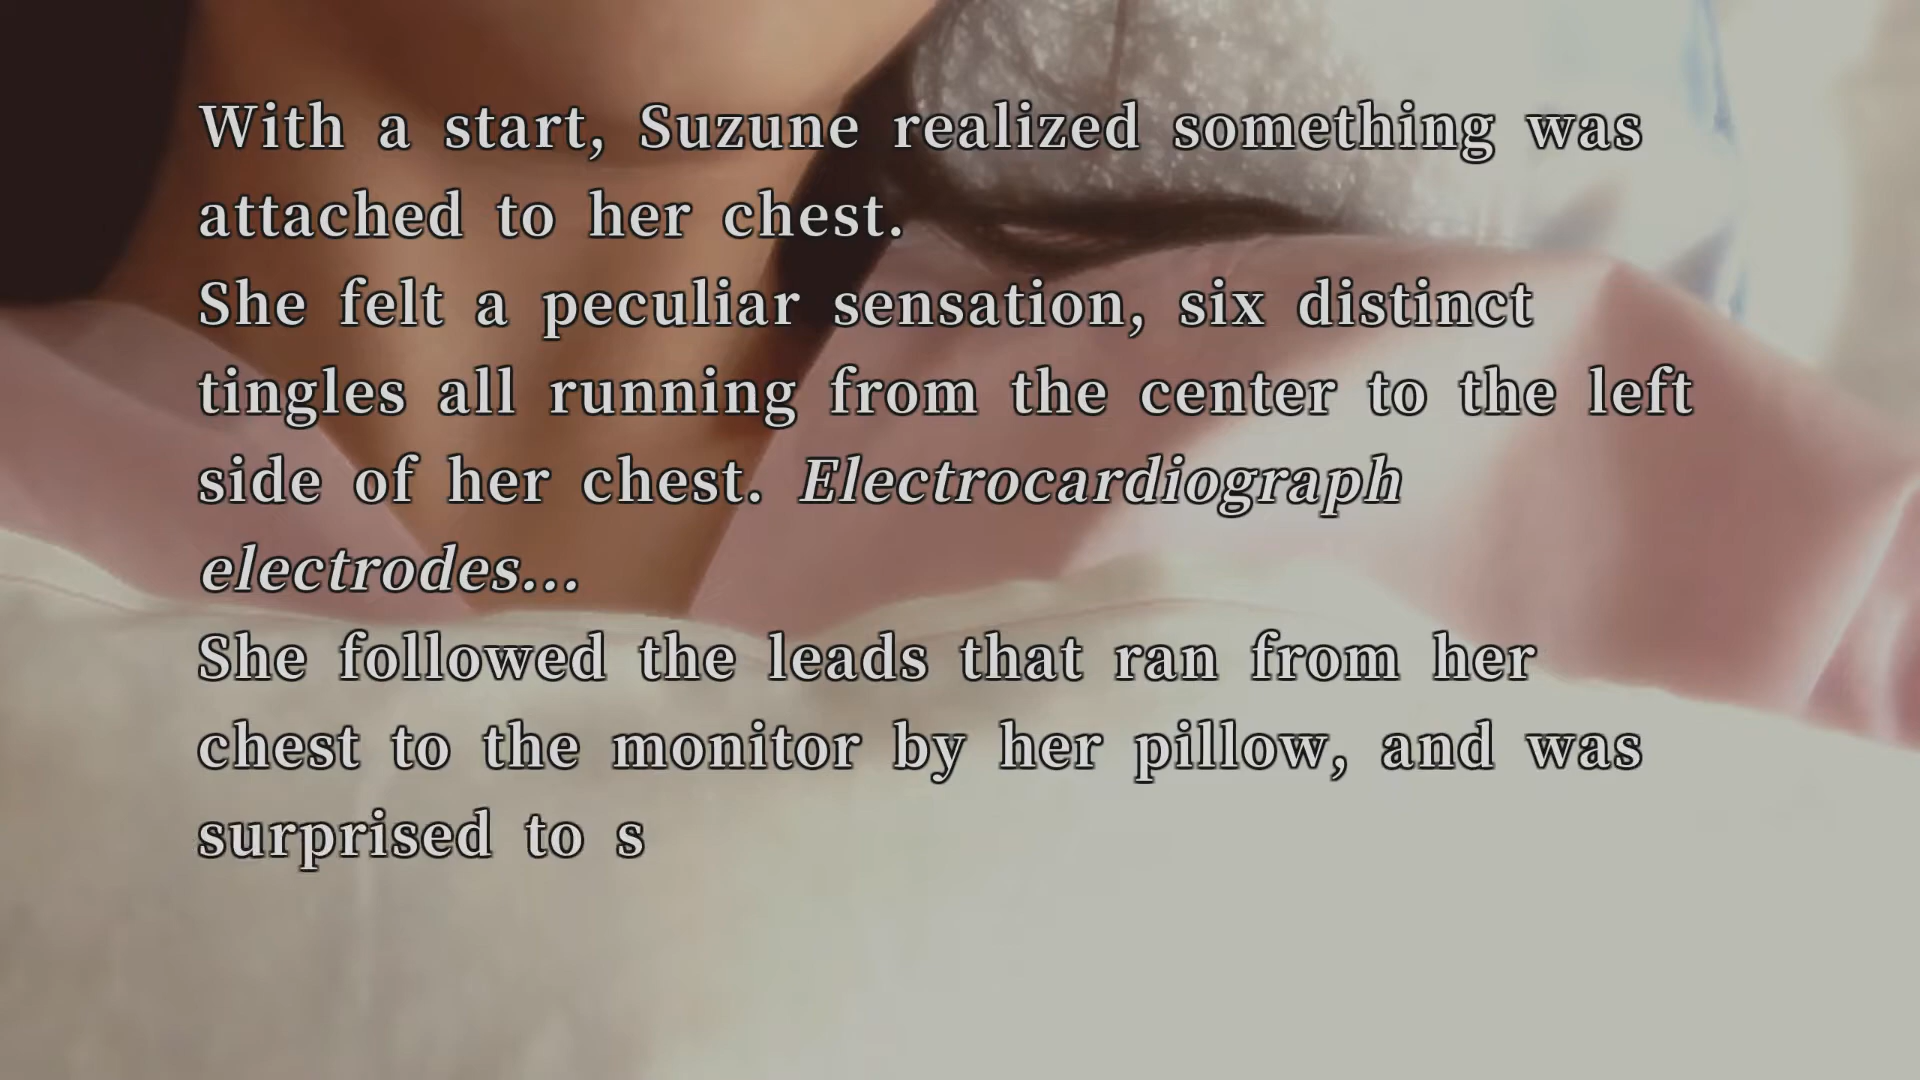 With a start, Suzune realized something was
attached to her chest.
She felt a peculiar sensation, six distinct
tingles all running from the center to the left
side of her chest. Electrocardiograph
electrodes...
She followed the leads that ran from her
chest to the monitor by her pillow, and was
surprised to s